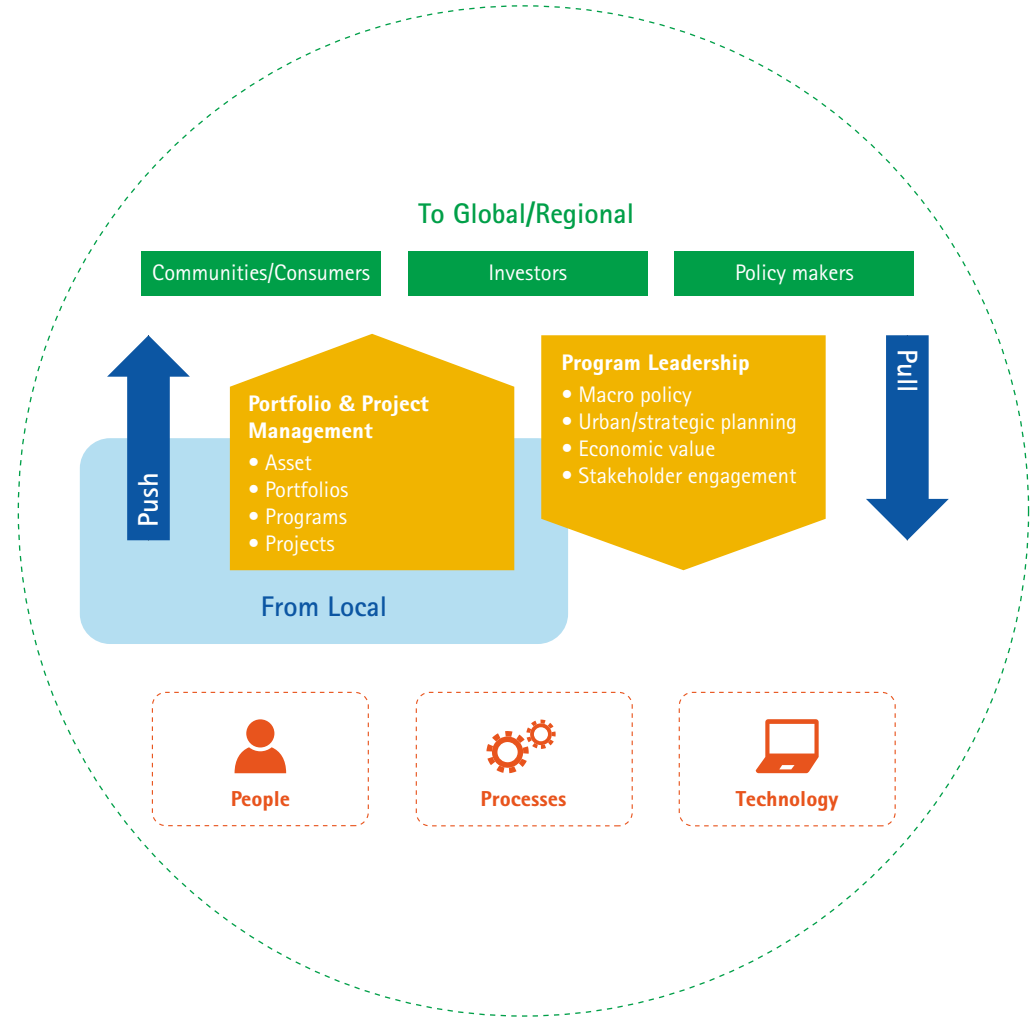 To Global/Regional
Communities/Consumers
Investors
Policy makers
Push
Portfolio & Project
Management
• Asset
• Portfolios
• Programs
• Projects
Program Leadership
• Macro policy
• Urban/strategic planning
• Economic value
• Stakeholder engagement
Pull
From Local
People
Processes
Technology